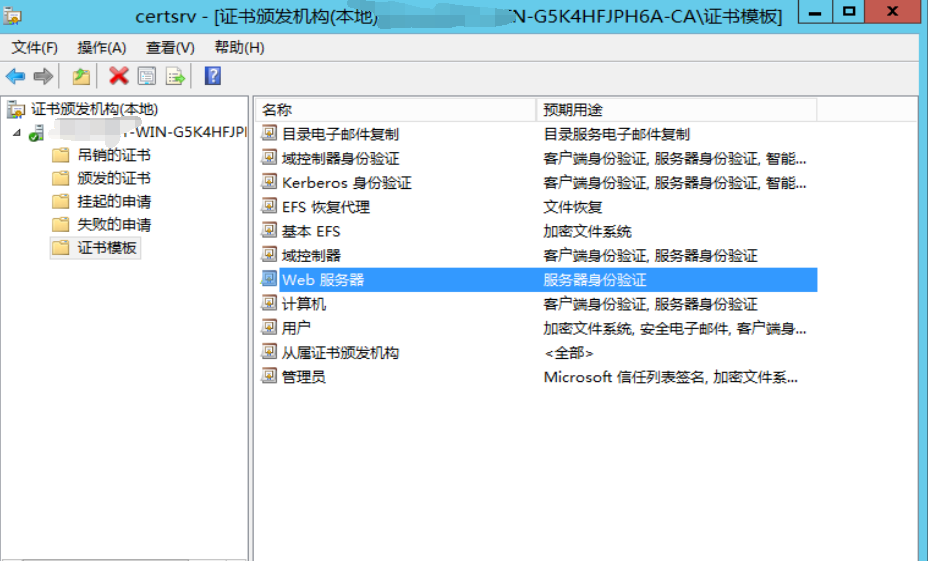 certsrv - [证书颁发机构(本地) N-G5K4HFJPH6A-CA\证书模板]
文件(F) 操作(A) 查看(V) 帮助(H)
证书颁发机构(本地)
-WIN-G5K4HFJPH
吊销的证书
颁发的证书
挂起的申请
失败的申请
证书模板
名称 预期用途
目录电子邮件复制 目录服务电子邮件复制
域控制器身份验证 客户端身份验证, 服务器身份验证, 智能...
Kerberos 身份验证 客户端身份验证, 服务器身份验证, 智能...
EFS 恢复代理 文件恢复
基本 EFS 加密文件系统
域控制器 客户端身份验证, 服务器身份验证
Web 服务器 服务器身份验证
计算机 客户端身份验证, 服务器身份验证
用户 加密文件系统, 安全电子邮件, 客户端身...
从属证书颁发机构 <全部>
管理员 Microsoft 信任列表签名, 加密文件系...